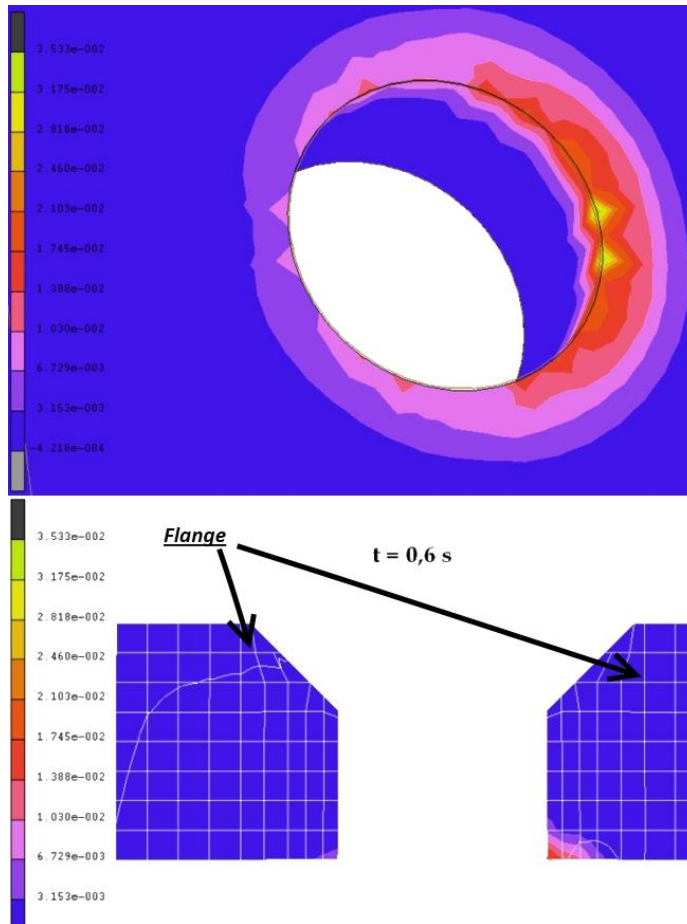 3.533e-002
3.175e-002
2.818e-002
2.460e-002
2.103e-002
1.745e-002
1.388e-002
1.030e-002
6.729e-003
3.153e-003
-4.218e-004
Flange
t = 0,6 s
3.533e-002
3.175e-002
2.818e-002
2.460e-002
2.103e-002
1.745e-002
1.388e-002
1.030e-002
6.729e-003
3.153e-003